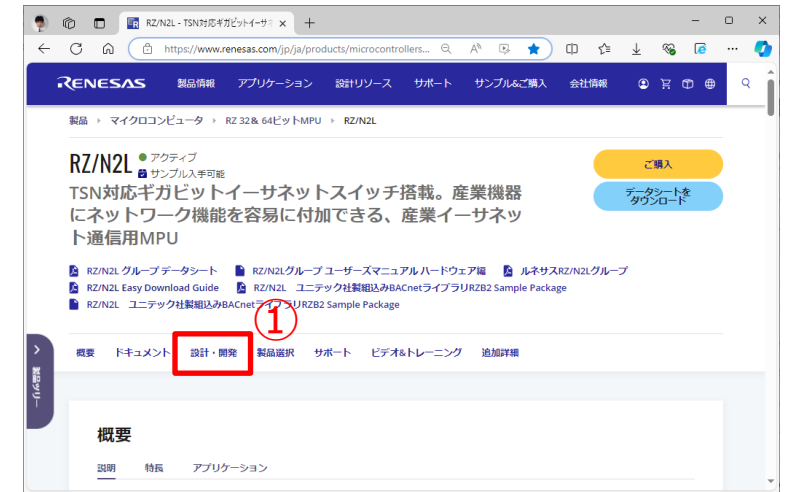 RZ/N2L - TSN対応ギガビットイーサネ
https://www.renesas.com/jp/ja/products/microcontrollers...
RENESAS 製品情報 アプリケーション 設計リソース サポート サンプル&ご購入 会社情報
製品 マイクロコンピュータ RZ 32 & 64ビットMPU RZ/N2L
RZ/N2L アクティブ
サンプル入手可能
ご購入
TSN対応ギガビットイーサネットスイッチ搭載。産業機器
にネットワーク機能を容易に付加できる、産業イーサネッ
ト通信用MPU
データシートを
ダウンロード
RZ/N2L グループ データシート RZ/N2Lグループ ユーザーズマニュアル ハードウェア編 ルネサスRZ/N2Lグループ
RZ/N2L Easy Download Guide RZ/N2L ユニテック社製組込みBACnetライブラリRZB2 Sample Package
RZ/N2L ユニテック社製組込みBACnetライブラリRZB2 Sample Package
①
概要 ドキュメント 設計・開発 製品選択 サポート ビデオ&トレーニング 追加詳細
製品ツリー
概要
説明 特長 アプリケーション